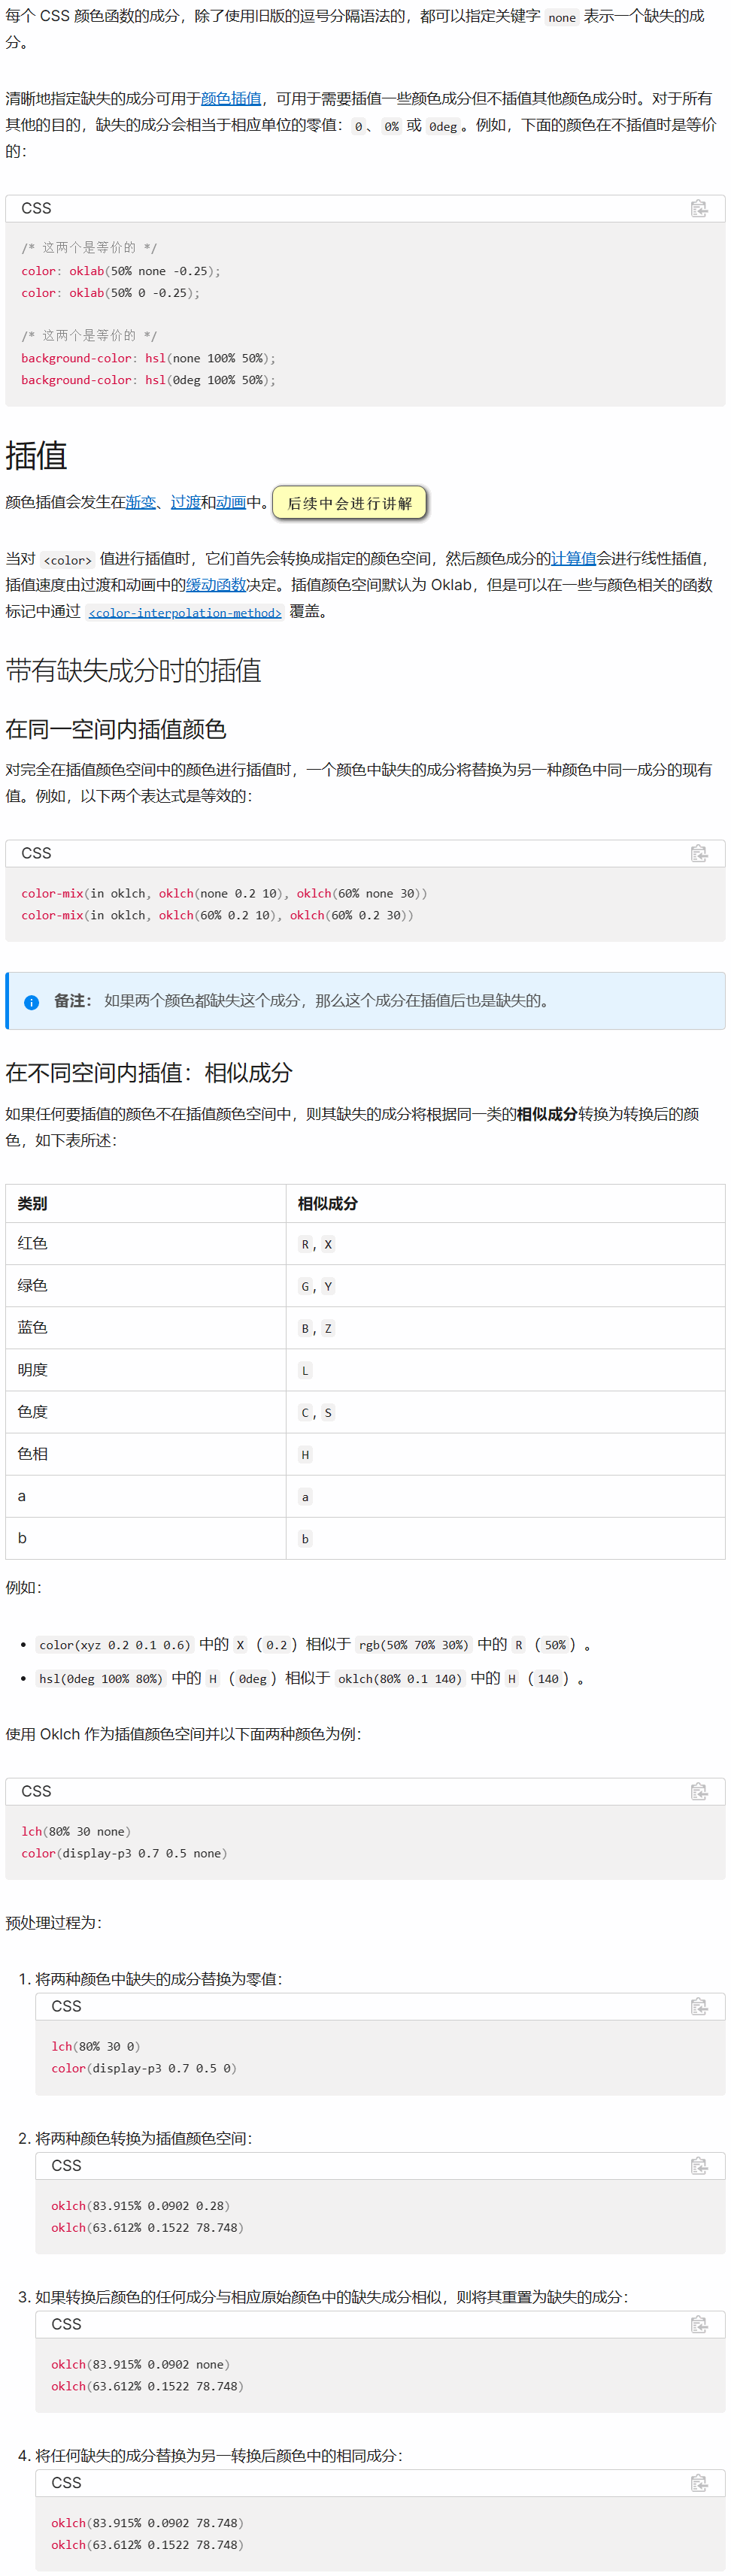 每个 CSS 颜色函数的成分，除了使用旧版的逗号分隔语法的，都可以指定关键字 none 表示一个缺失的成
分。
清晰地指定缺失的成分可用于颜色插值，可用于需要插值一些颜色成分但不插值其他颜色成分时。对于所有
其他的目的，缺失的成分会相当于相应单位的零值：0、0% 或 0deg。例如，下面的颜色在不插值时是等价
的：
CSS
/* 这两个是等价的 */
color: oklab(50% none -0.25);
color: oklab(50% 0 -0.25);
/* 这两个是等价的 */
background-color: hsl(none 100% 50%);
background-color: hsl(0deg 100% 50%);
插值
颜色插值会发生在渐变、过渡和动画中。 后续中会进行讲解
当对 <color> 值进行插值时，它们首先会转换成指定的颜色空间，然后颜色成分的计算值会进行线性插值，
插值速度由过渡和动画中的缓动函数决定。插值颜色空间默认为 Oklab，但是可以在一些与颜色相关的函数
标记中通过 <color-interpolation-method> 覆盖。
带有缺失成分时的插值
在同一空间内插值颜色
对完全在插值颜色空间中的颜色进行插值时，一个颜色中缺失的成分将替换为另一种颜色中同一成分的现有
值。例如，以下两个表达式是等效的：
CSS
color-mix(in oklch, oklch(none 0.2 10), oklch(60% none 30))
color-mix(in oklch, oklch(60% 0.2 10), oklch(60% 0.2 30))
备注： 如果两个颜色都缺失这个成分，那么这个成分在插值后也是缺失的。
在不同空间内插值：相似成分
如果任何要插值的颜色不在插值颜色空间中，则其缺失的成分将根据同一类的相似成分转换为转换后的颜
色，如下表所述：
类别 相似成分
红色 R, X
绿色 G, Y
蓝色 B, Z
明度 L
色度 C, S
色相 H
a a
b b
例如：
• color(xyz 0.2 0.1 0.6) 中的 X（0.2）相似于 rgb(50% 70% 30%) 中的 R（50%）。
• hsl(0deg 100% 80%) 中的 H（0deg）相似于 oklch(80% 0.1 140) 中的 H（140）。
使用 Oklch 作为插值颜色空间并以下面两种颜色为例：
CSS
lch(80% 30 none)
color(display-p3 0.7 0.5 none)
预处理过程为：
1. 将两种颜色中缺失的成分替换为零值：
CSS
lch(80% 30 0)
color(display-p3 0.7 0.5 0)
2. 将两种颜色转换为插值颜色空间：
CSS
oklch(83.915% 0.0902 0.28)
oklch(63.612% 0.1522 78.748)
3. 如果转换后颜色的任何成分与相应原始颜色中的缺失成分相似，则将其重置为缺失的成分：
CSS
oklch(83.915% 0.0902 none)
oklch(63.612% 0.1522 78.748)
4. 将任何缺失的成分替换为另一转换后颜色中的相同成分：
CSS
oklch(83.915% 0.0902 78.748)
oklch(63.612% 0.1522 78.748)